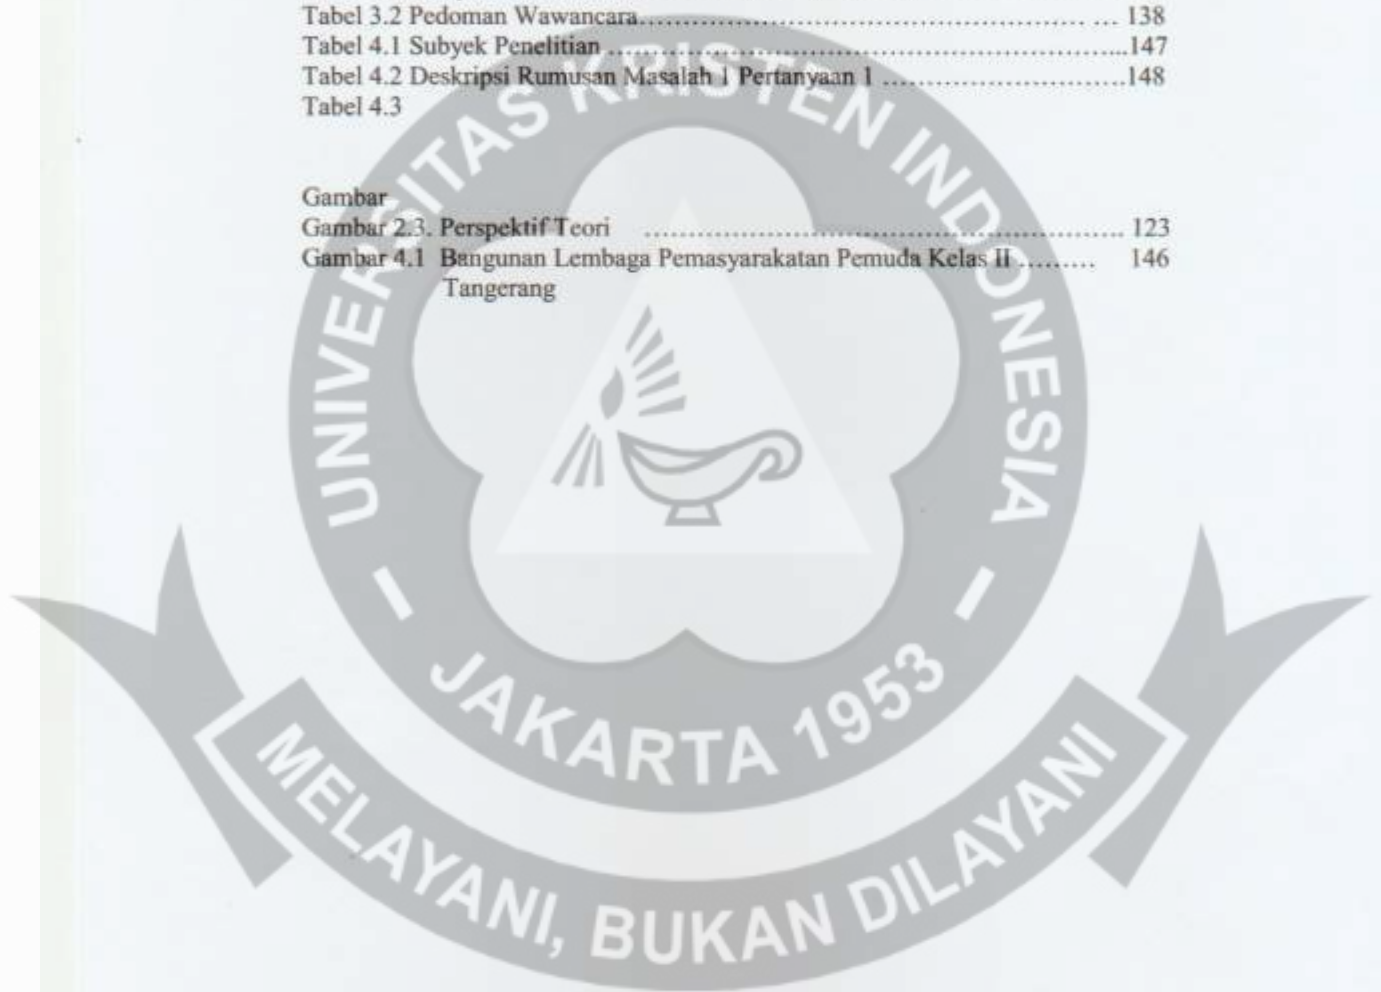 Tabel 3.2 Pedoman Wawancara.................................................... ... 138
Tabel 4.1 Subyek Penelitian ............................................................147
Tabel 4.2 Deskripsi Rumusan Masalah 1 Pertanyaan 1 ............................148
Tabel 4.3
Gambar
Gambar 2.3. Perspektif Teori ...................................................... 123
Gambar 4.1 Bangunan Lembaga Pemasyarakatan Pemuda Kelas II ......... 146
Tangerang
UNIVERSITAS KRISTEN INDONESIA
- JAKARTA 1953 -
MELAYANI, BUKAN DILAYANI